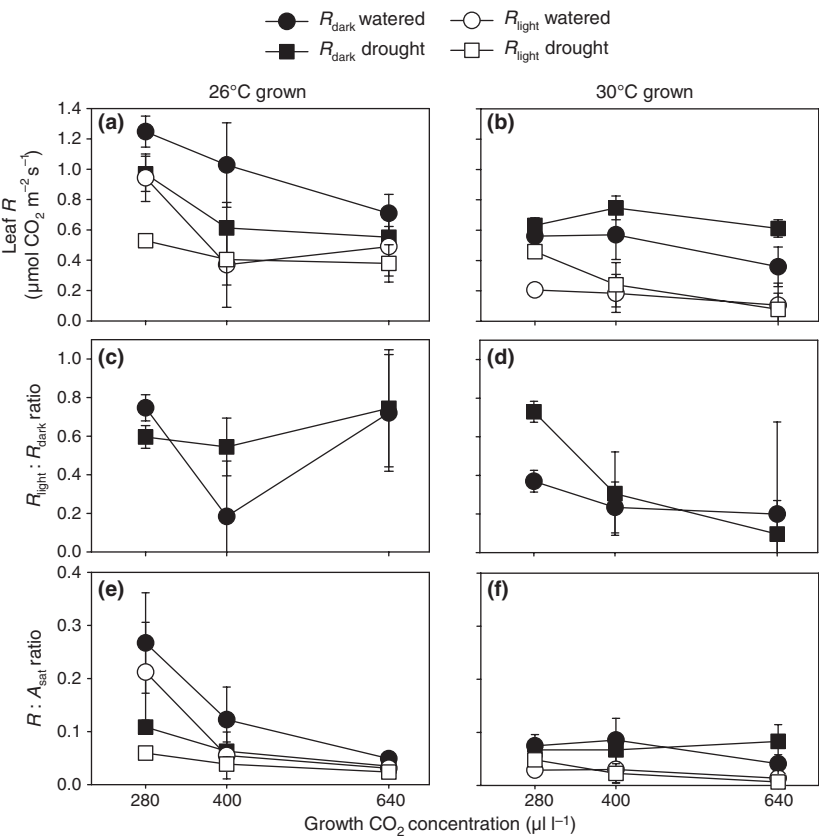 R_dark watered R_light watered
R_dark drought R_light drought
26°C grown 30°C grown
(a) (b)
Leaf R
(µmol CO₂ m⁻² s⁻¹)
1.4
1.2
1.0
0.8
0.6
0.4
0.2
0.0
(c) (d)
R_light : R_dark ratio
1.0
0.8
0.6
0.4
0.2
0.0
(e) (f)
R : A_sat ratio
0.4
0.3
0.2
0.1
0.0
280 400 640 280 400 640
Growth CO₂ concentration (µl l⁻¹)